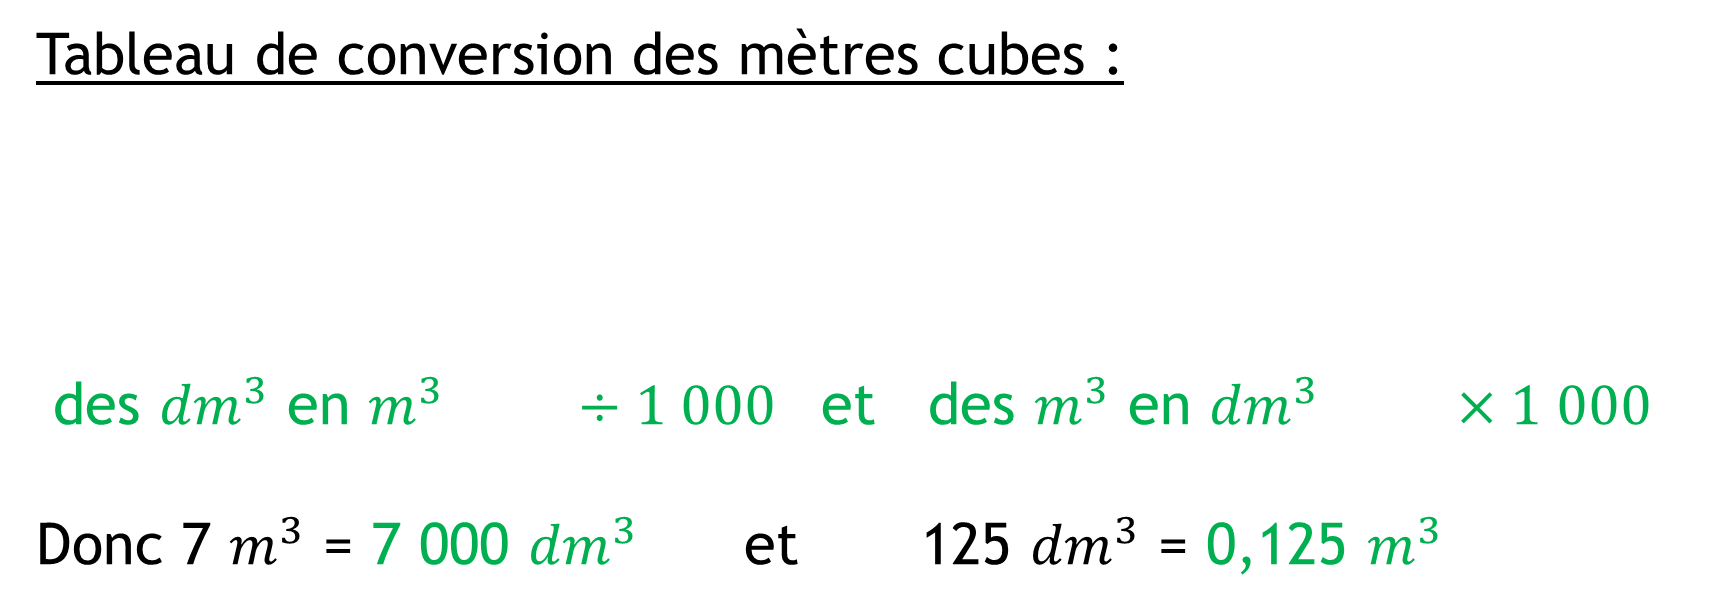 Tableau de conversion des mètres cubes :
des dm³ en m³ ÷ 1 000 et des m³ en dm³ × 1 000
Donc 7 m³ = 7 000 dm³ et 125 dm³ = 0,125 m³